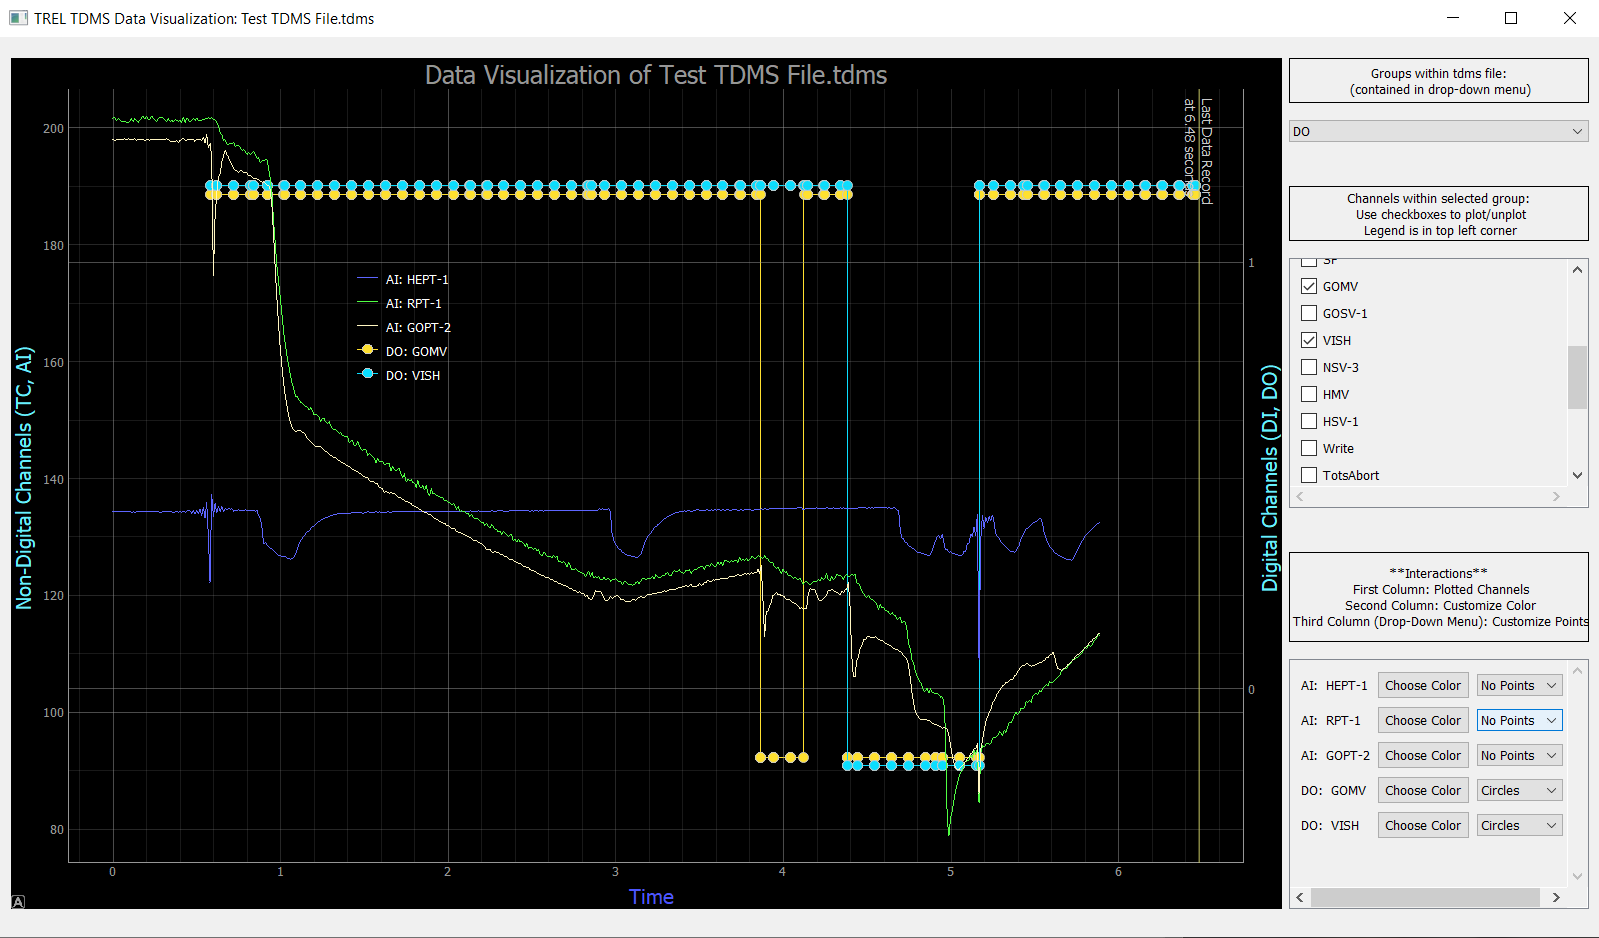 TREL TDMS Data Visualization: Test TDMS File.tdms
Data Visualization of Test TDMS File.tdms
Last Data Record
at 6.48 seconds
200
180
160
140
120
100
80
Non-Digital Channels (TC, AI)
AI: HEPT-1
AI: RPT-1
AI: GOPT-2
DO: GOMV
DO: VISH
1
0
Digital Channels (DI, DO)
0
1
2
3
4
5
6
Time
A
Groups within tdms file:
(contained in drop-down menu)
DO
Channels within selected group:
Use checkboxes to plot/unplot
Legend is in top left corner
GOMV
GOSV-1
VISH
NSV-3
HMV
HSV-1
Write
TotsAbort
**Interactions**
First Column: Plotted Channels
Second Column: Customize Color
Third Column (Drop-Down Menu): Customize Points
AI: HEPT-1 Choose Color No Points
AI: RPT-1 Choose Color No Points
AI: GOPT-2 Choose Color No Points
DO: GOMV Choose Color Circles
DO: VISH Choose Color Circles